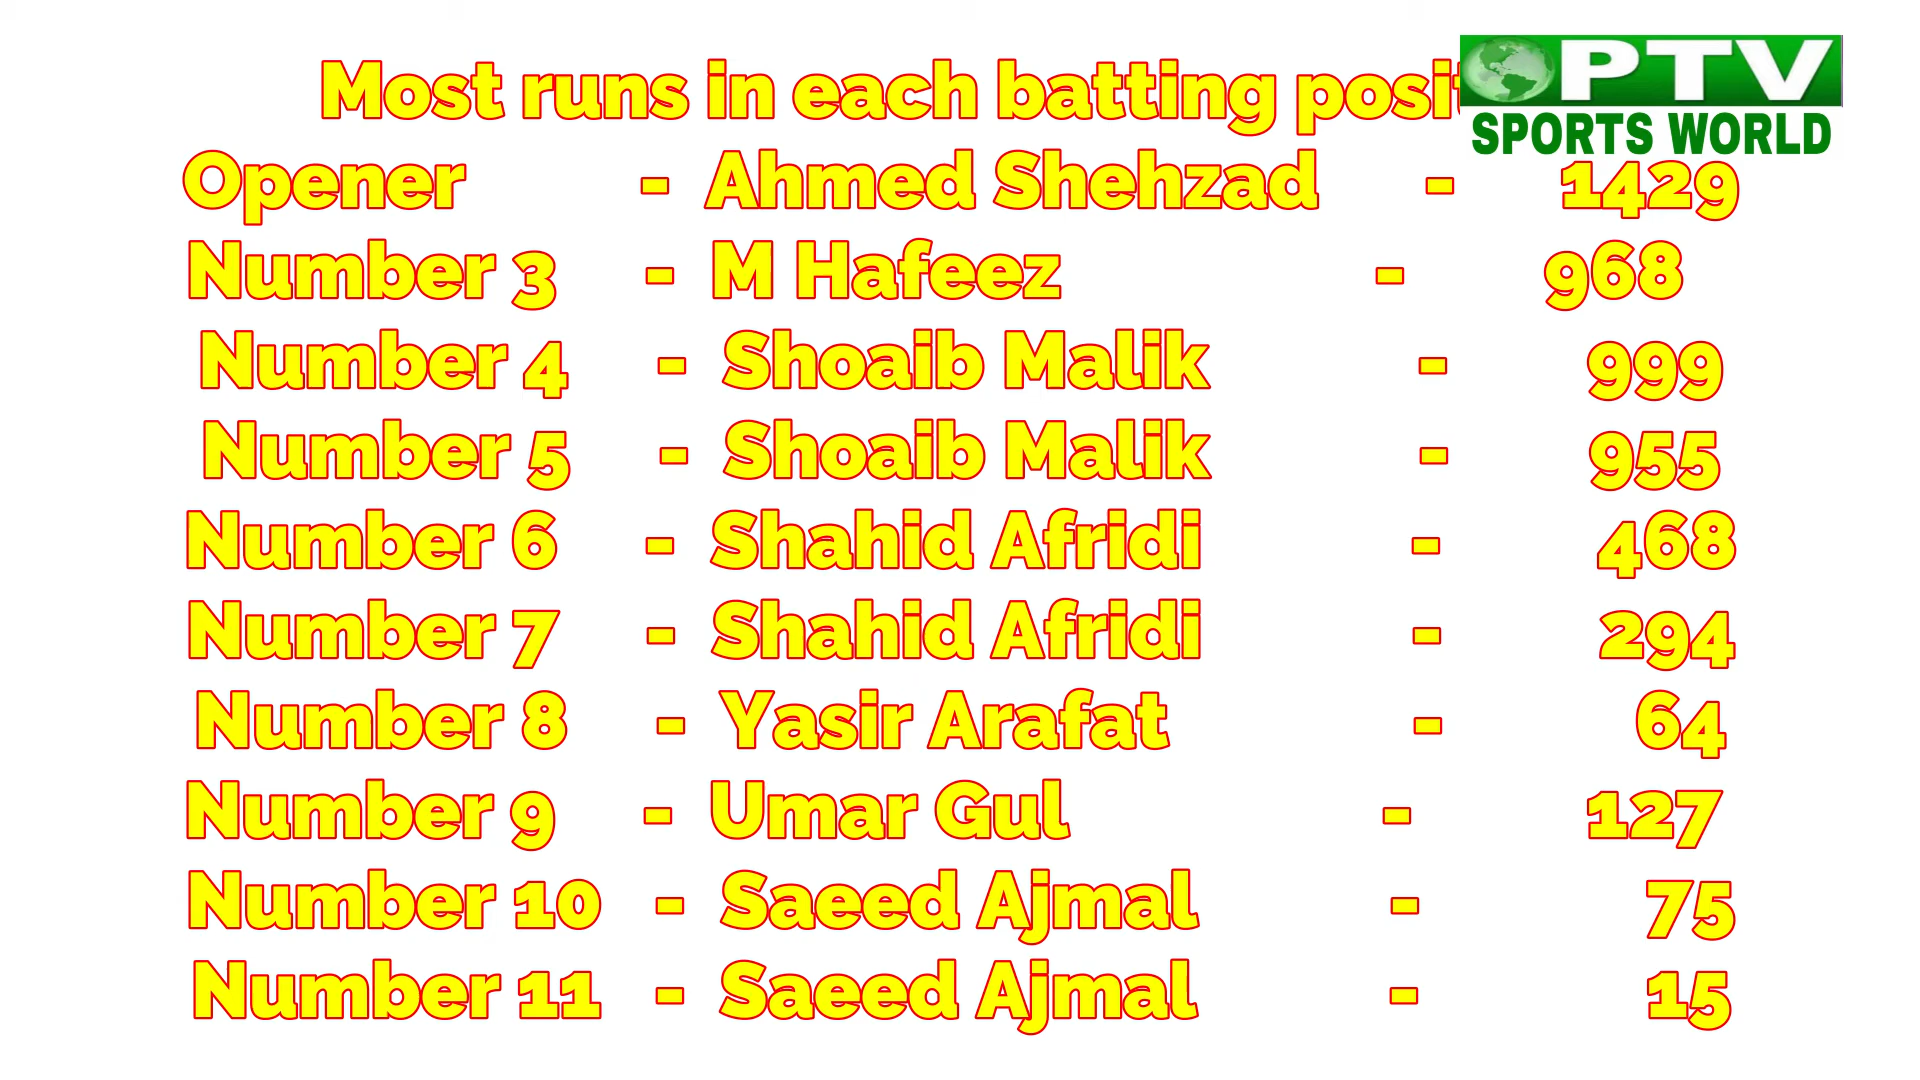 Most runs in each batting posit
PTV
SPORTS WORLD
Opener - Ahmed Shehzad - 1429
Number 3 - M Hafeez - 968
Number 4 - Shoaib Malik - 999
Number 5 - Shoaib Malik - 955
Number 6 - Shahid Afridi - 468
Number 7 - Shahid Afridi - 294
Number 8 - Yasir Arafat - 64
Number 9 - Umar Gul - 127
Number 10 - Saeed Ajmal - 75
Number 11 - Saeed Ajmal - 15